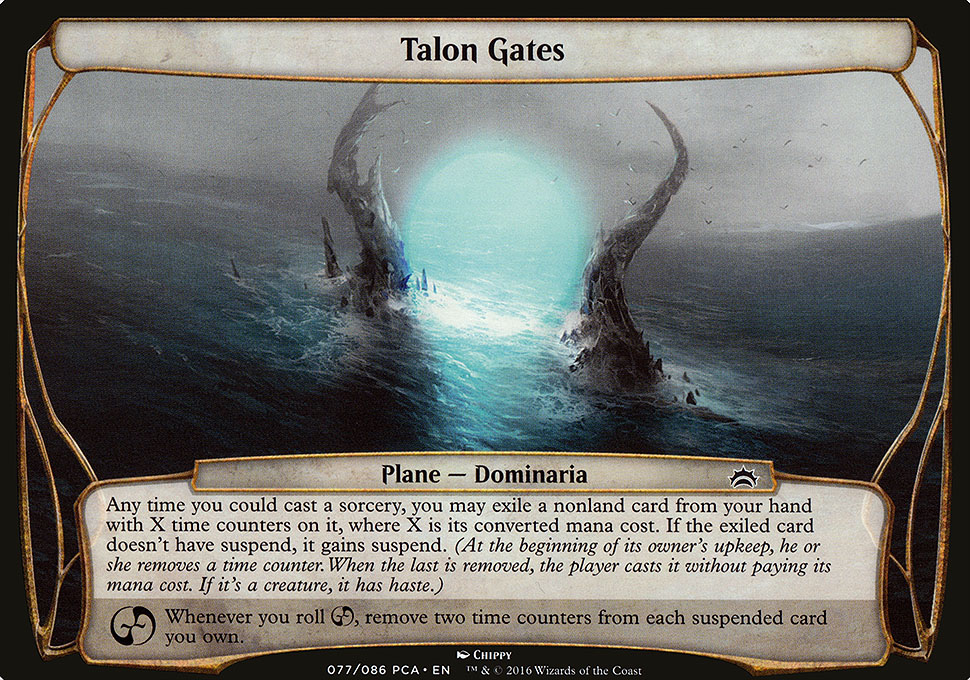 Talon Gates
Plane — Dominaria
Any time you could cast a sorcery, you may exile a nonland card from your hand
with X time counters on it, where X is its converted mana cost. If the exiled card
doesn't have suspend, it gains suspend. (At the beginning of its owner's upkeep, he or
she removes a time counter. When the last is removed, the player casts it without paying its
mana cost. If it's a creature, it has haste.)
Whenever you roll , remove two time counters from each suspended card
you own.
Chippy
077/086 PCA • EN ™ & © 2016 Wizards of the Coast